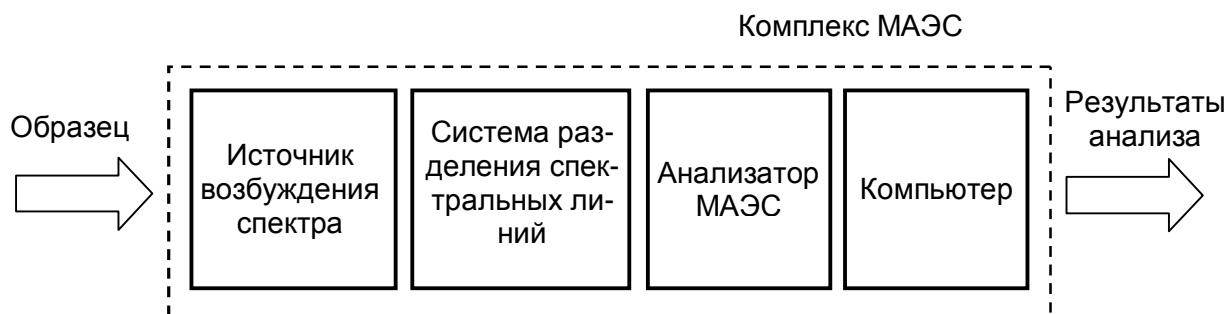 Комплекс МАЭС
Образец
Источник
возбуждения
спектра
Система раз-
деления спек-
тральных ли-
ний
Анализатор
МАЭС
Компьютер
Результаты
анализа